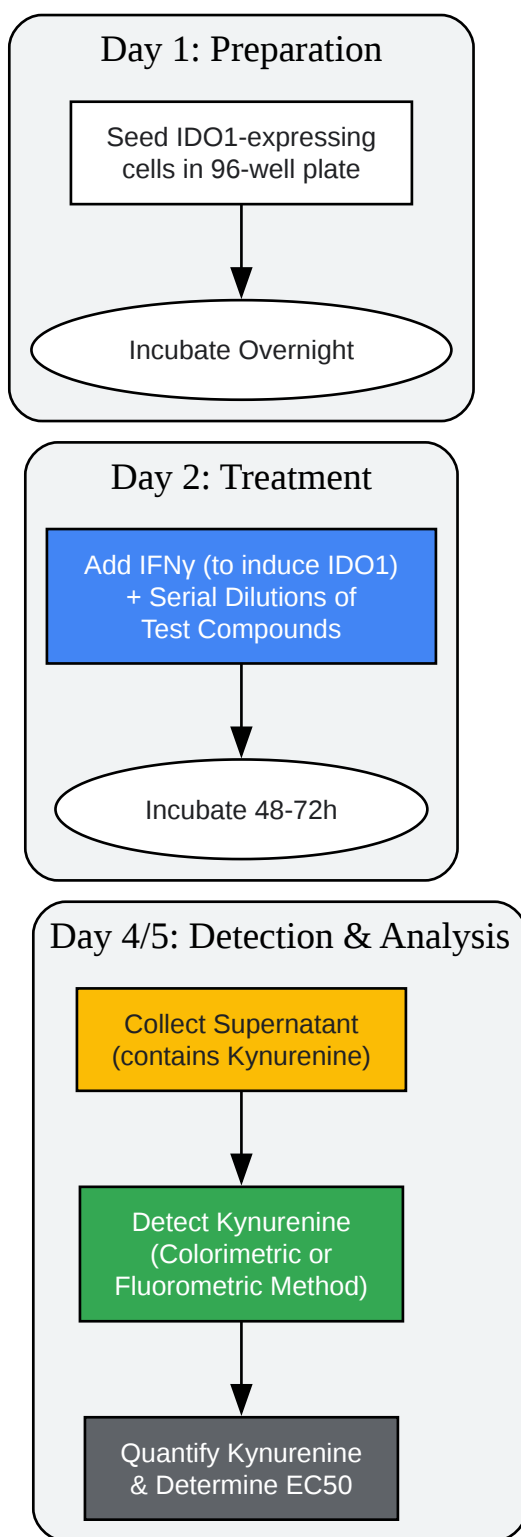 Day 1: Preparation
Seed IDO1-expressing
cells in 96-well plate
Incubate Overnight
Day 2: Treatment
Add IFNγ (to induce IDO1)
+ Serial Dilutions of
Test Compounds
Incubate 48-72h
Day 4/5: Detection & Analysis
Collect Supernatant
(contains Kynurenine)
Detect Kynurenine
(Colorimetric or
Fluorometric Method)
Quantify Kynurenine
& Determine EC50